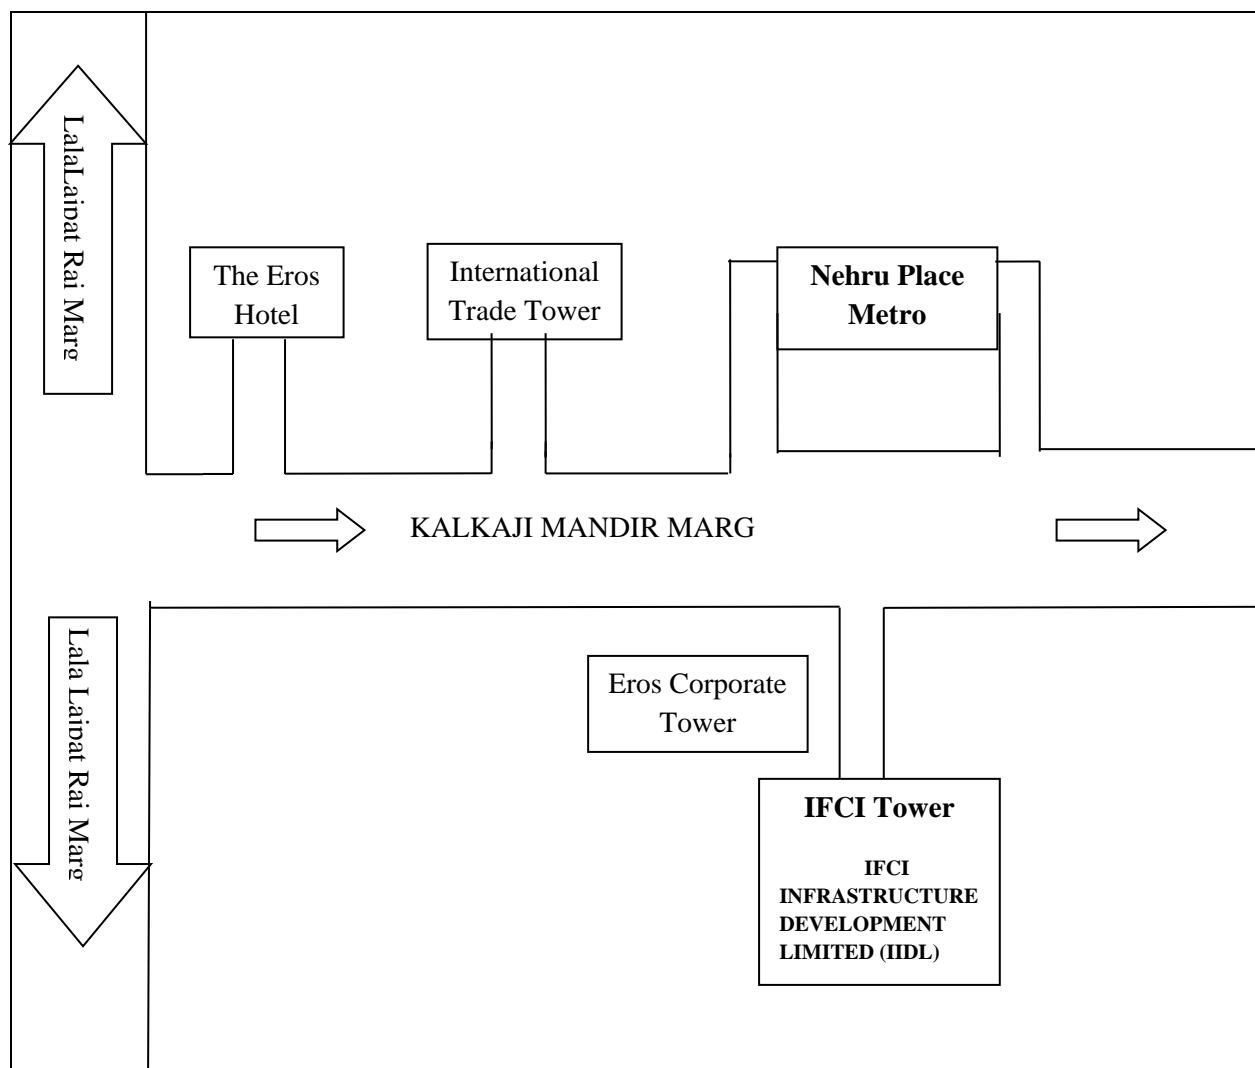 LalaLajpat Rai Marg
The Eros
Hotel
International
Trade Tower
Nehru Place
Metro
KALKAJI MANDIR MARG
Lala Lajpat Rai Marg
Eros Corporate
Tower
IFCI Tower
IFCI
INFRASTRUCTURE
DEVELOPMENT
LIMITED (IIDL)